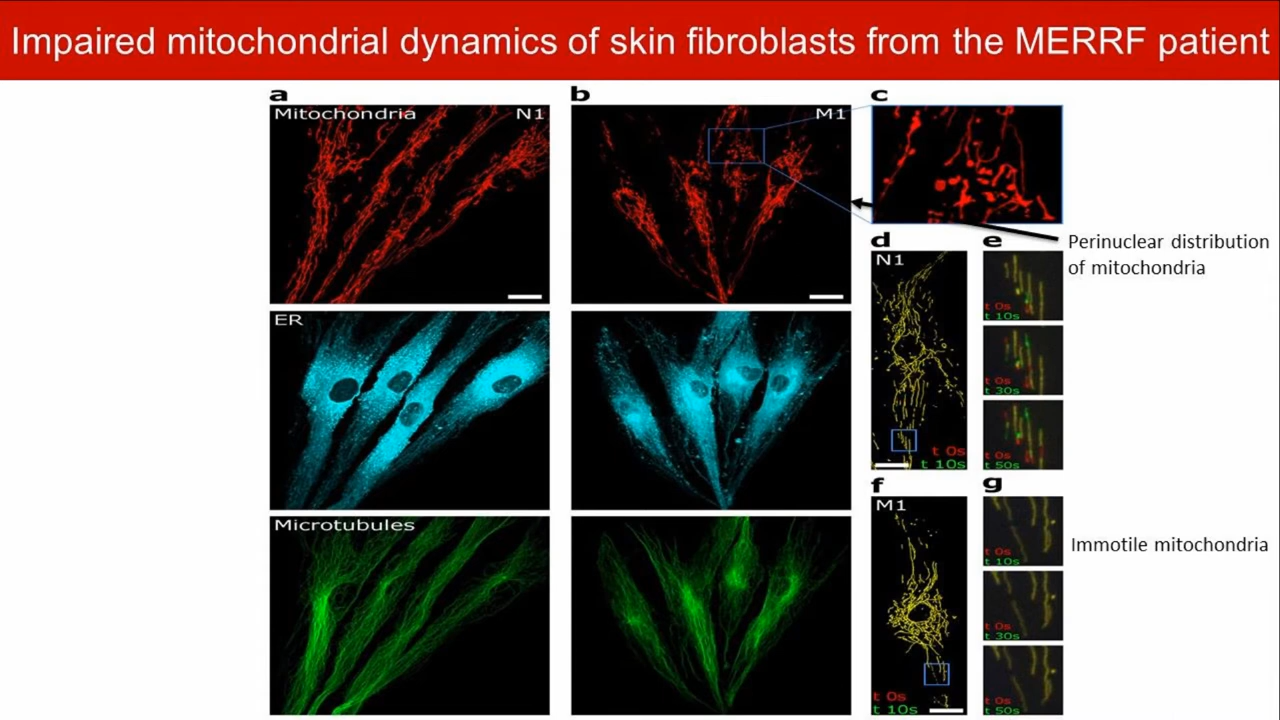 Impaired mitochondrial dynamics of skin fibroblasts from the MERRF patient
a
Mitochondria N1
b
M1
c
Perinuclear distribution
of mitochondria
ER
d
N1
t 0s
t 10s
e
t 0s
t 10s
t 0s
t 30s
t 0s
t 50s
Microtubules
f
M1
t 0s
t 10s
g
t 0s
t 10s
t 0s
t 30s
t 0s
t 50s
Immotile mitochondria